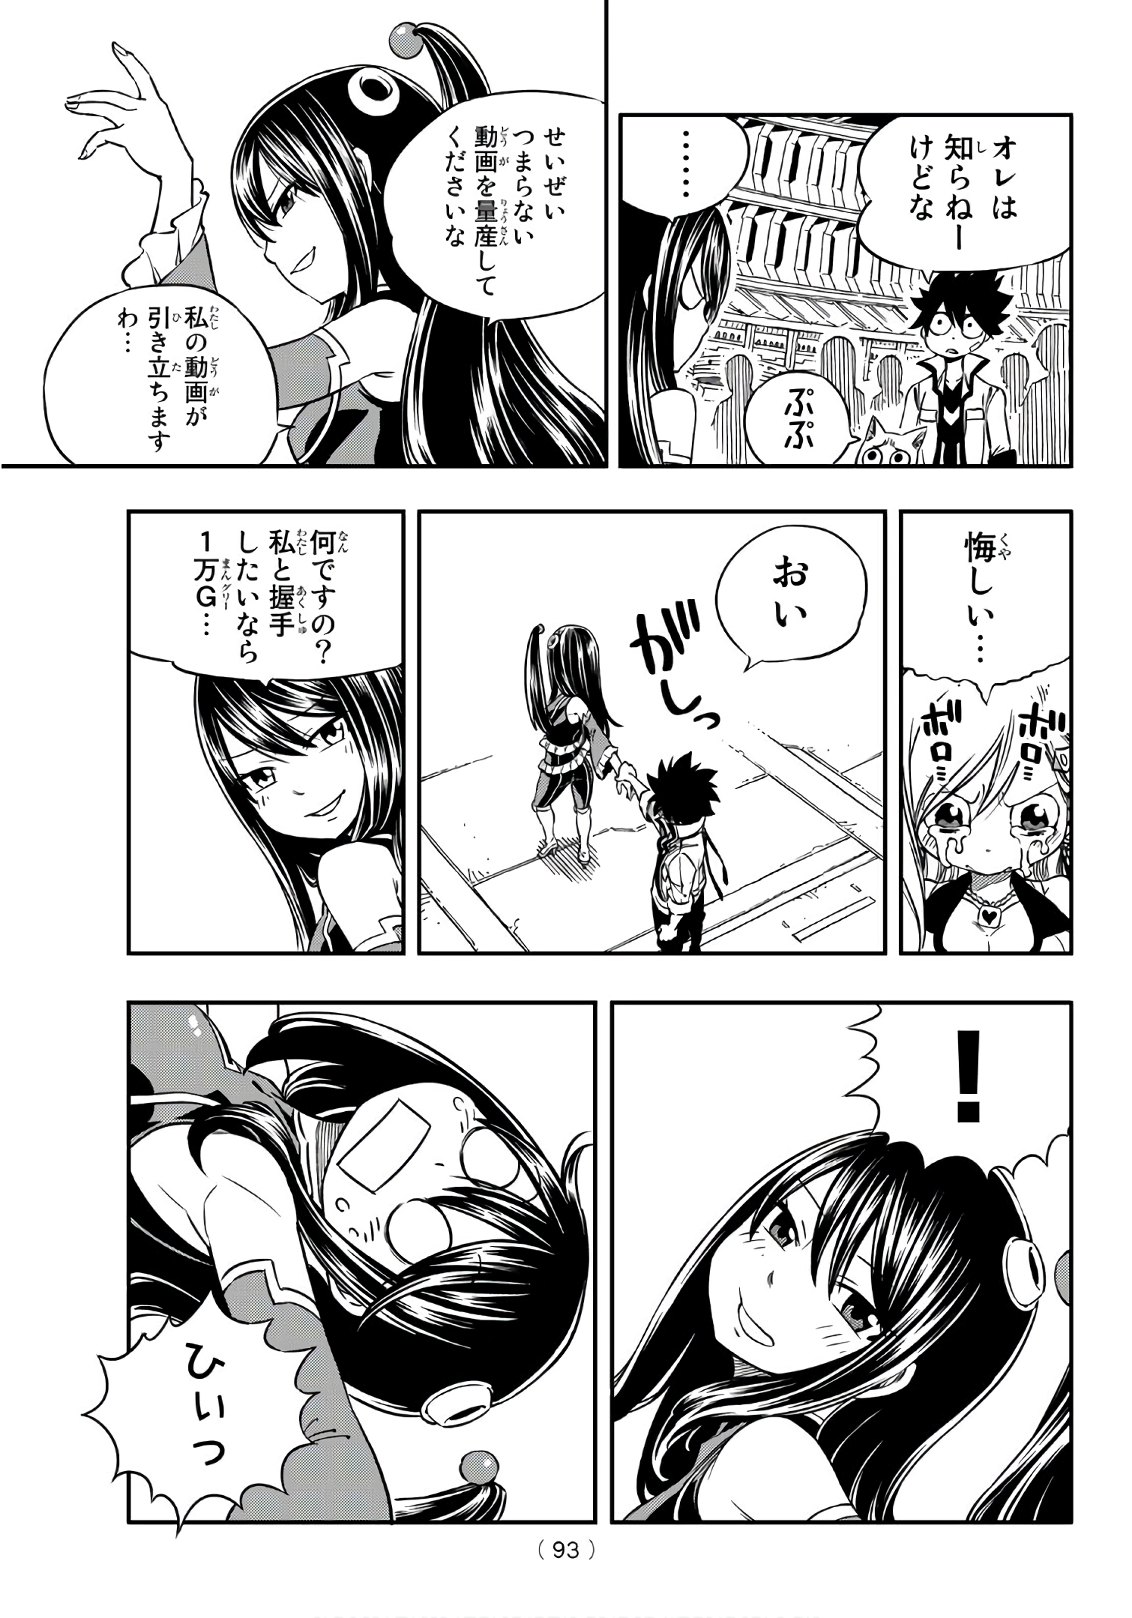 オレは
知らねー
けどな
……
ぷぷ
せいぜい
つまらない
動画を量産して
くださいな
私の動画が
引き立ちます
わ…
悔しい…
ポロ
ポロ
おい
がしっ
何ですの？
私と握手
したいなら
1万G…
！
ひぃっ
（93）